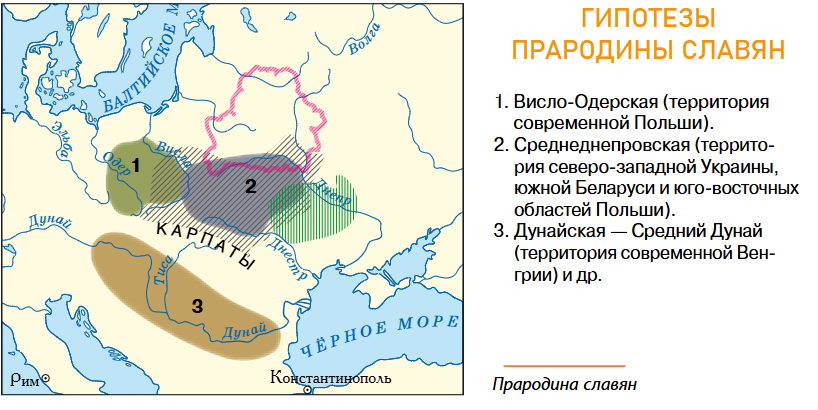 БАЛТИЙСКОЕ М
Волга
Эльба
Одер
Висла
1
2
Днепр
Дунай
КАРПАТЫ
Днестр
Тиса
3
Дунай
ЧЁРНОЕ МОРЕ
Рим
Константинополь
ГИПОТЕЗЫ
ПРАРОДИНЫ СЛАВЯН
1. Висло-Одерская (территория
современной Польши).
2. Среднеднепровская (террито-
рия северо-западной Украины,
южной Беларуси и юго-восточных
областей Польши).
3. Дунайская — Средний Дунай
(территория современной Вен-
грии) и др.
Прародина славян